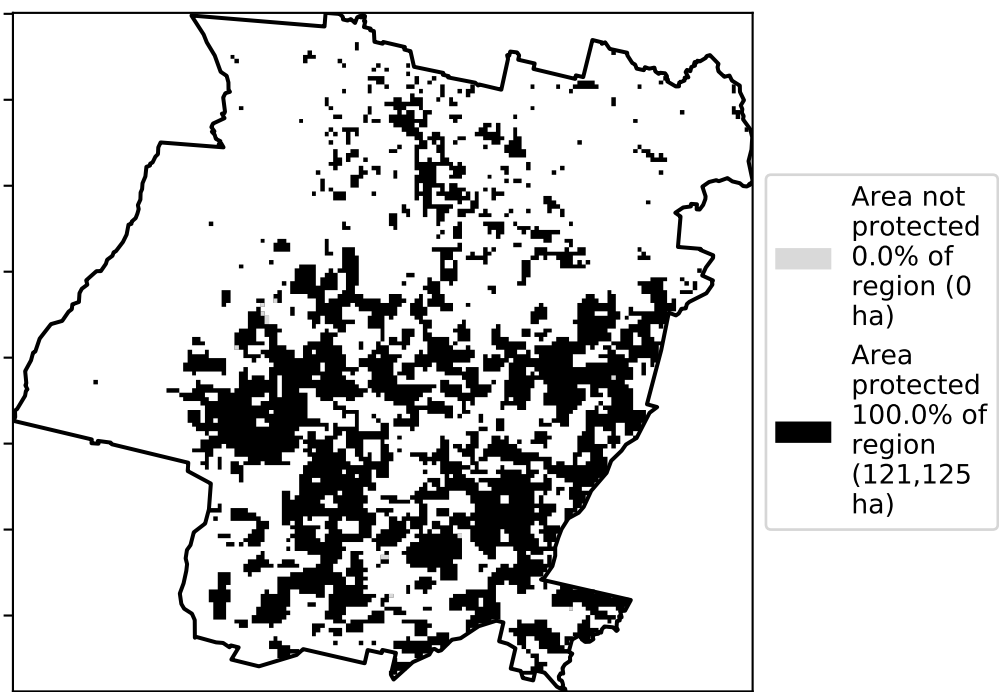 Area not
protected
0.0% of
region (0
ha)
Area
protected
100.0% of
region
(121,125
ha)